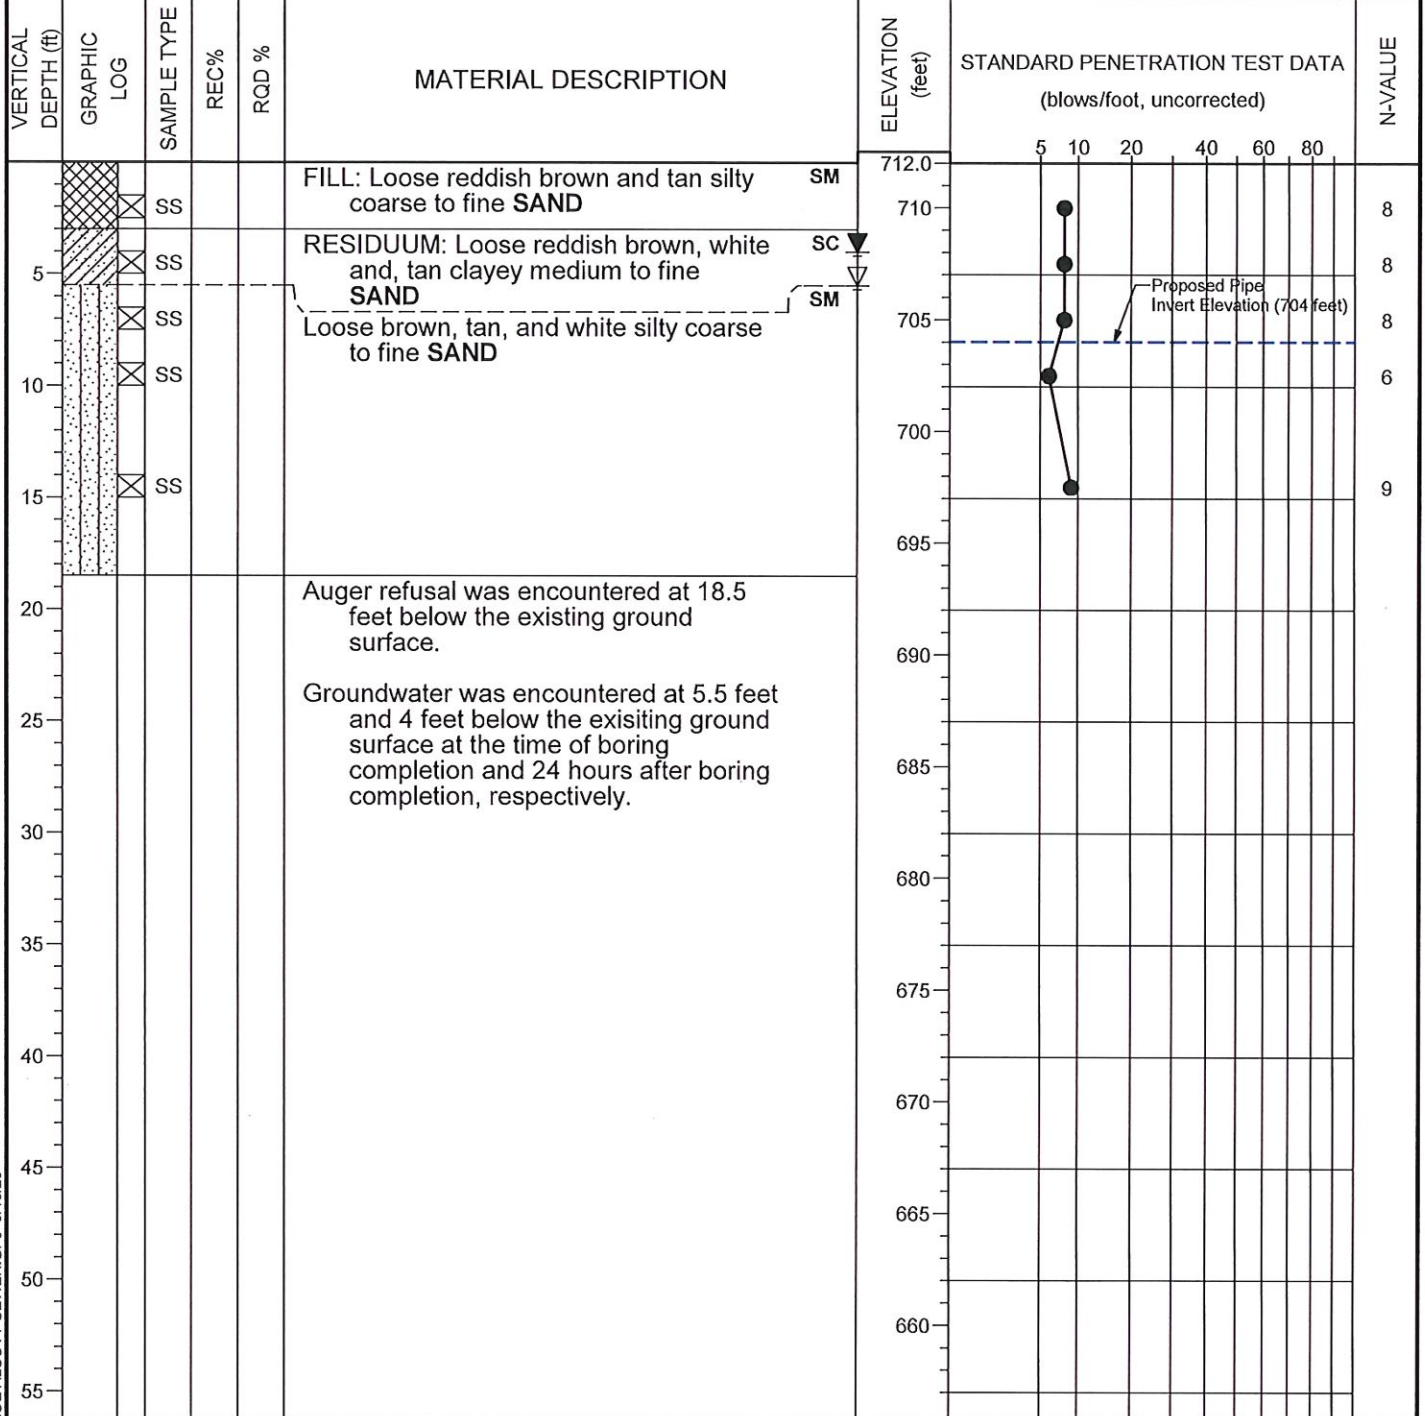 VERTICAL
DEPTH (ft)
GRAPHIC
LOG
SAMPLE TYPE
REC%
RQD %
MATERIAL DESCRIPTION
ELEVATION
(feet)
STANDARD PENETRATION TEST DATA
(blows/foot, uncorrected)
N-VALUE
5 10 20 40 60 80
712.0
FILL: Loose reddish brown and tan silty SM
coarse to fine SAND
SS
710
8
RESIDUUM: Loose reddish brown, white SC
and, tan clayey medium to fine
SAND
SM
5
SS
8
Proposed Pipe
Invert Elevation (704 feet)
Loose brown, tan, and white silty coarse
to fine SAND
SS
705
8
SS
6
10
700
SS
9
15
695
Auger refusal was encountered at 18.5
feet below the existing ground
surface.
20
690
Groundwater was encountered at 5.5 feet
and 4 feet below the exisiting ground
surface at the time of boring
completion and 24 hours after boring
completion, respectively.
25
685
30
680
35
675
40
670
45
665
50
660
55